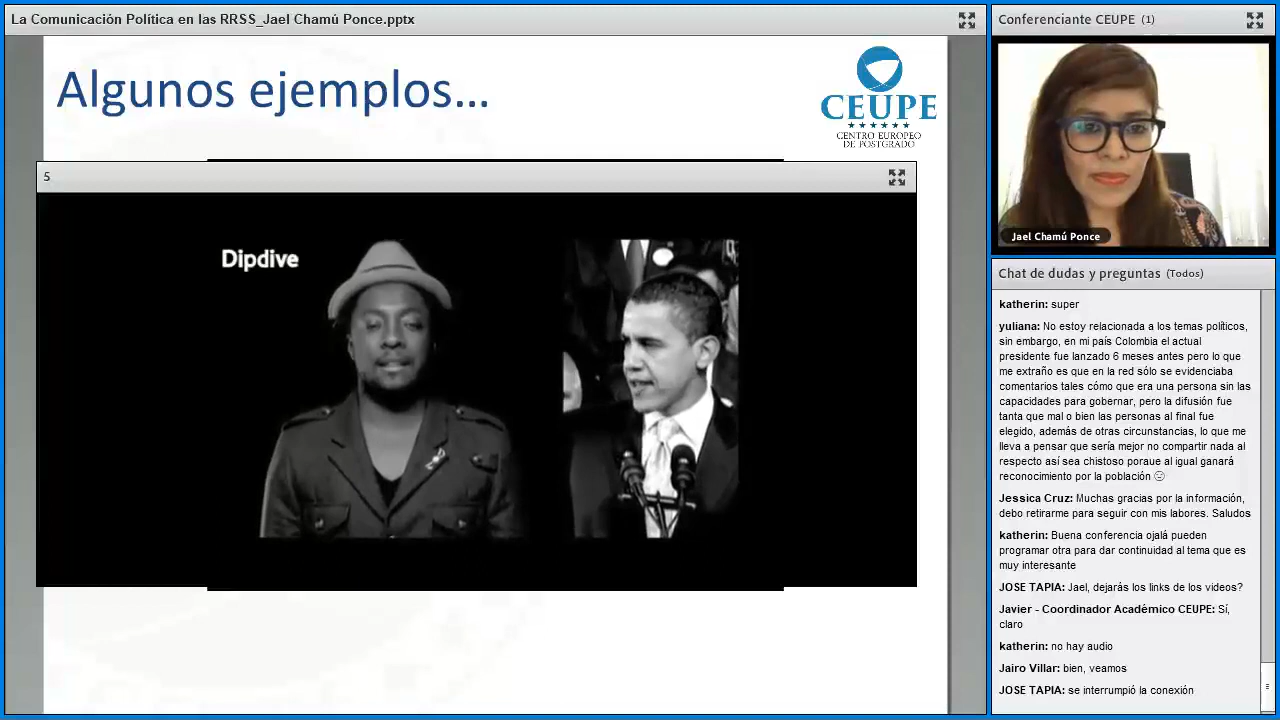 La Comunicación Política en las RRSS_Jael Chamú Ponce.pptx
Algunos ejemplos...
CEUPE
CENTRO EUROPEO
DE POSTGRADO
5
Dipdive
Conferenciante CEUPE (1)
Jael Chamú Ponce
Chat de dudas y preguntas (Todos)
katherin: super
yuliana: No estoy relacionada a los temas políticos,
sin embargo, en mi país Colombia el actual
presidente fue lanzado 6 meses antes pero lo que
me extraño es que en la red sólo se evidenciaba
comentarios tales cómo que era una persona sin las
capacidades para gobernar, pero la difusión fue
tanta que mal o bien las personas al final fue
elegido, además de otras circunstancias, lo que me
lleva a pensar que sería mejor no compartir nada al
respecto así sea chistoso poraue al igual ganará
reconocimiento por la población
Jessica Cruz: Muchas gracias por la información,
debo retirarme para seguir con mis labores. Saludos
katherin: Buena conferencia ojalá pueden
programar otra para dar continuidad al tema que es
muy interesante
JOSE TAPIA: Jael, dejarás los links de los videos?
Javier - Coordinador Académico CEUPE: Sí,
claro
katherin: no hay audio
Jairo Villar: bien, veamos
JOSE TAPIA: se interrumpió la conexión